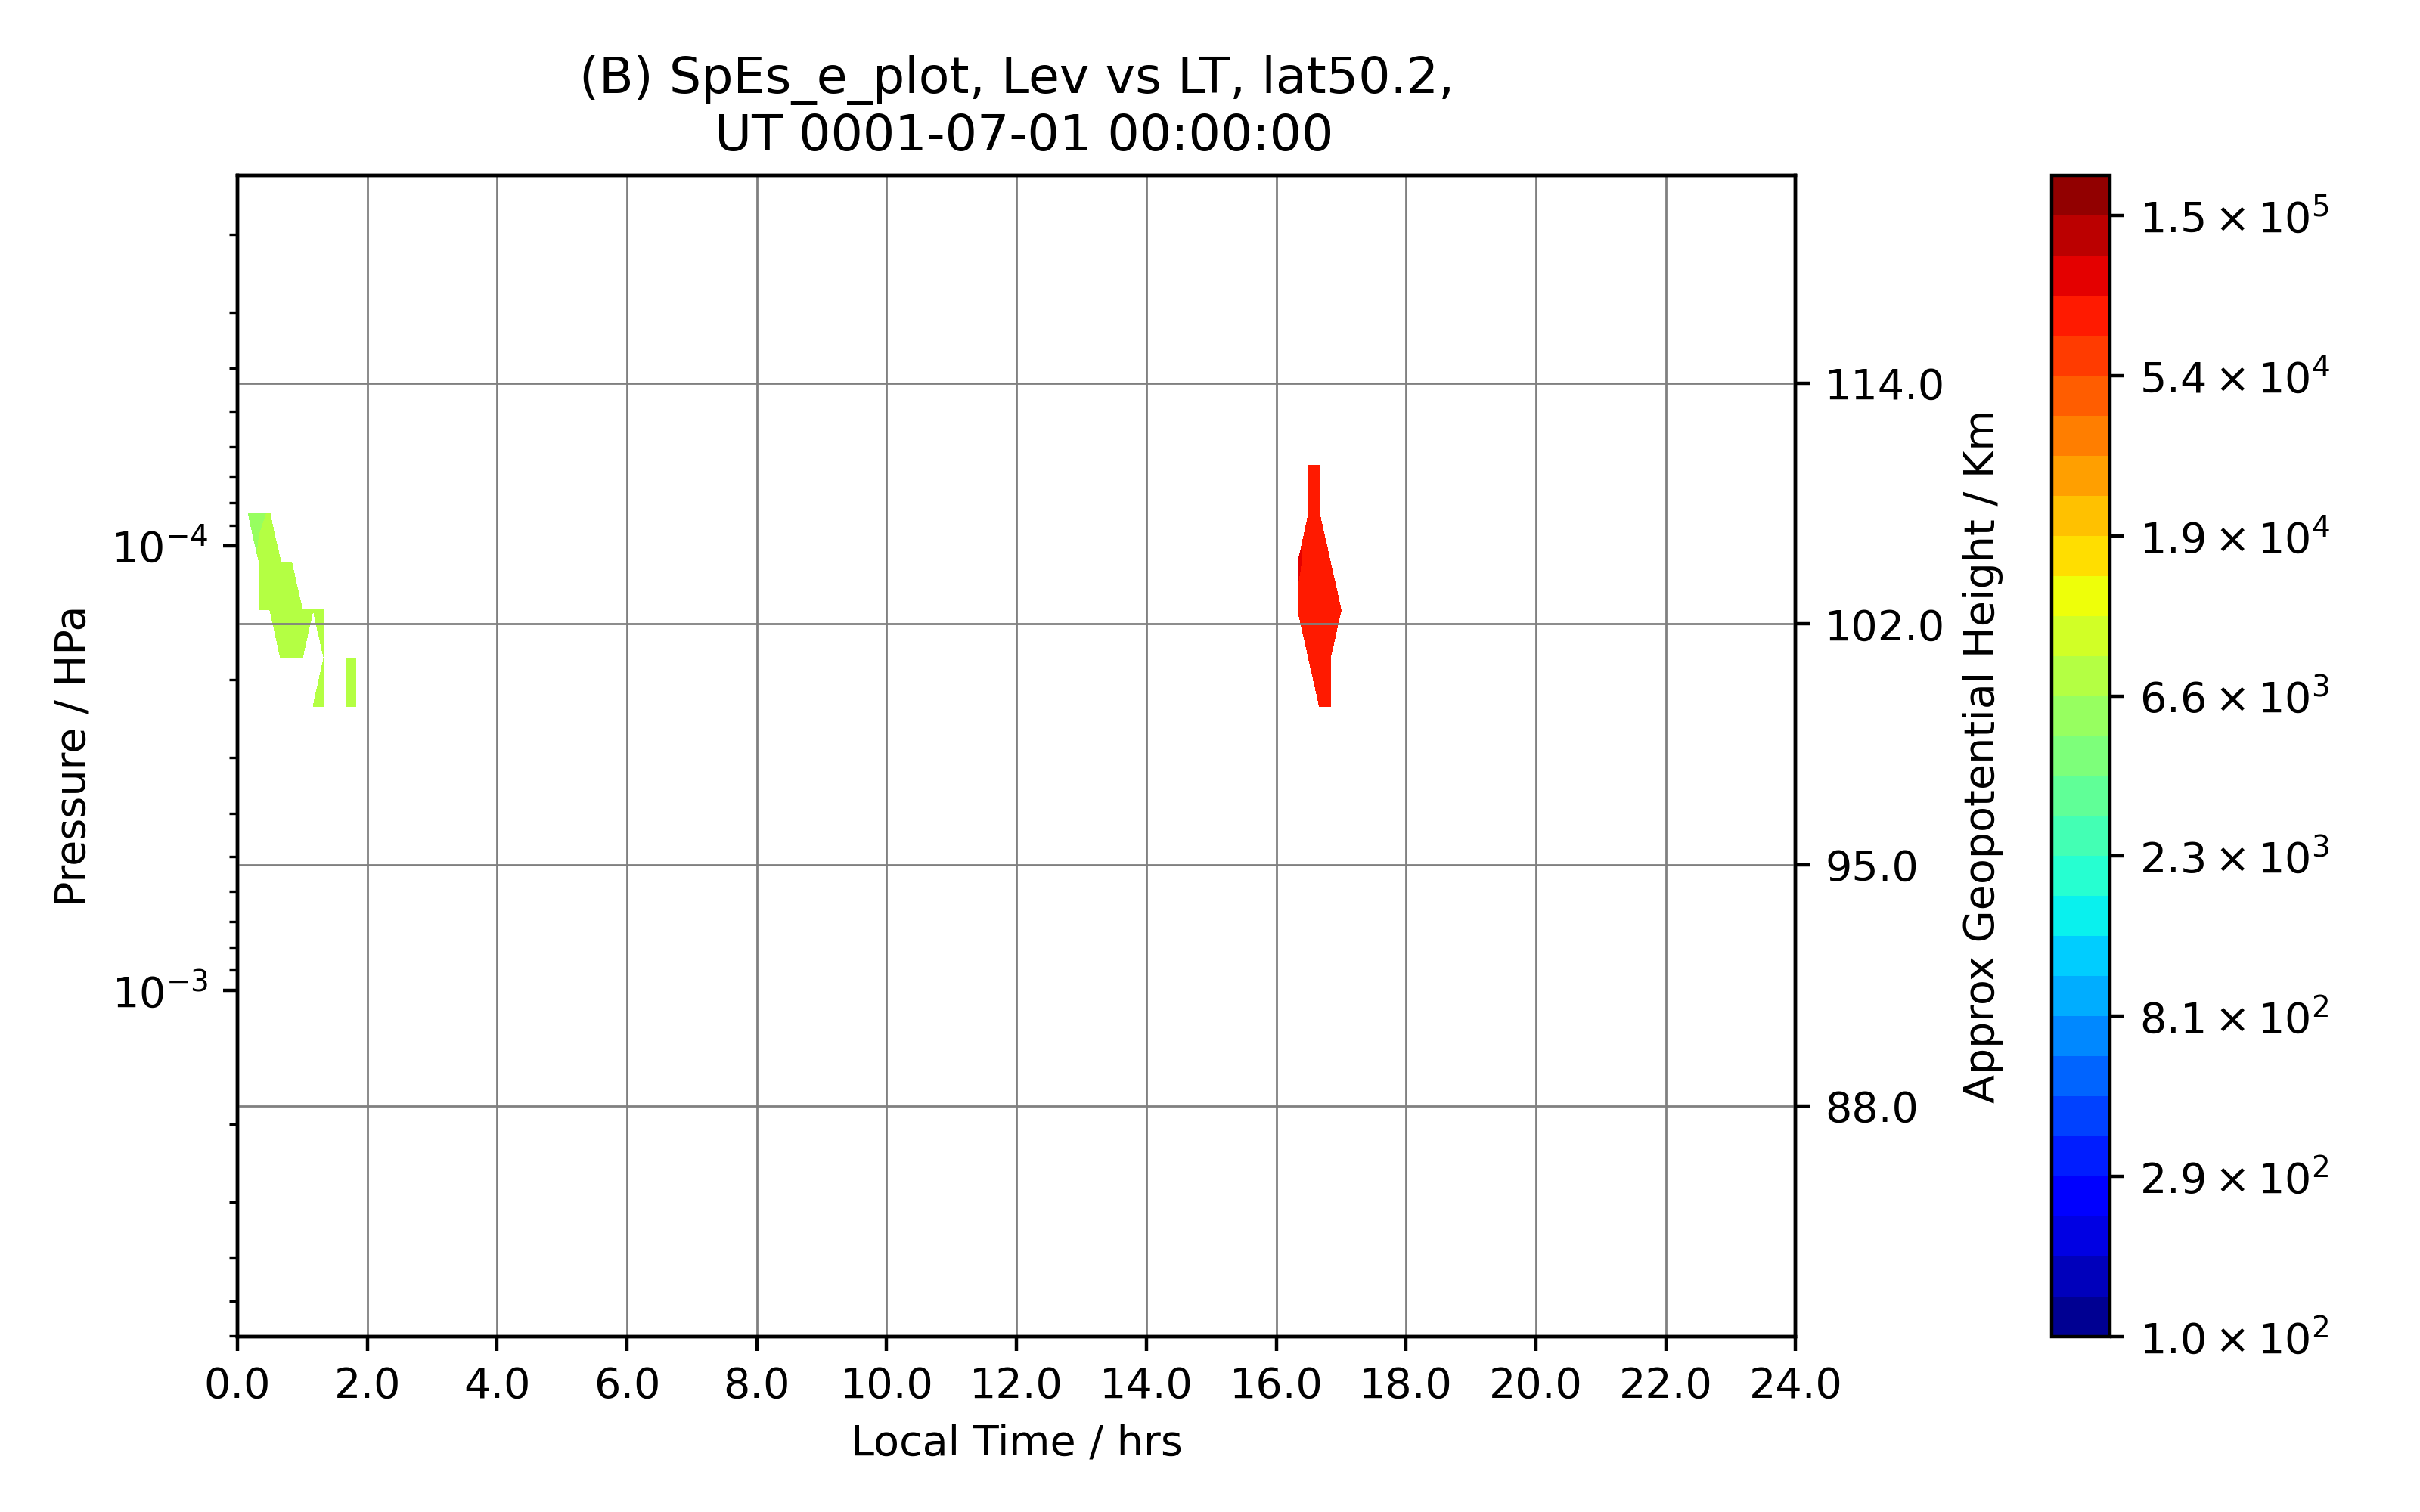 (B) SpEs_e_plot, Lev vs LT, lat50.2,
UT 0001-07-01 00:00:00
Pressure / HPa
10⁻⁴
10⁻³
0.0 2.0 4.0 6.0 8.0 10.0 12.0 14.0 16.0 18.0 20.0 22.0 24.0
Local Time / hrs
114.0
102.0
95.0
88.0
Approx Geopotential Height / Km
1.5 × 10⁵
5.4 × 10⁴
1.9 × 10⁴
6.6 × 10³
2.3 × 10³
8.1 × 10²
2.9 × 10²
1.0 × 10²